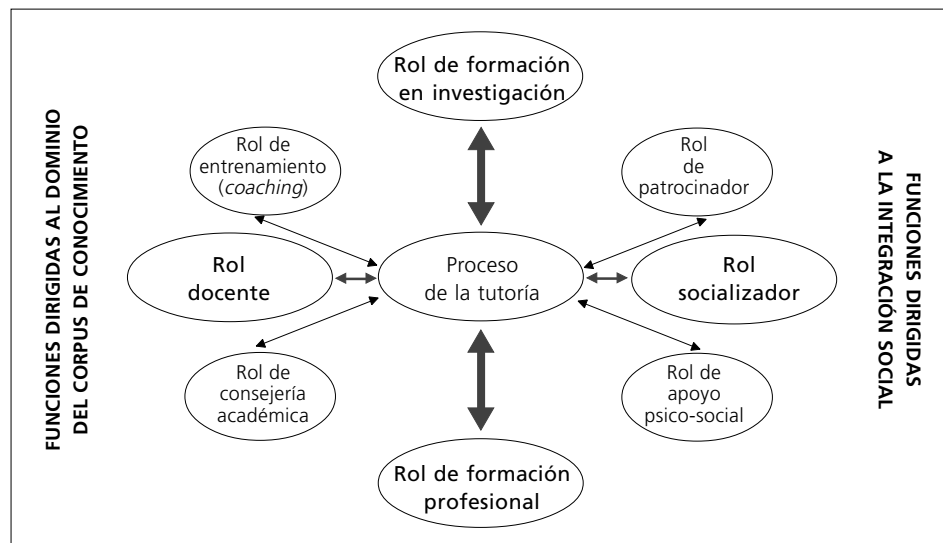 Rol de formación
en investigación
FUNCIONES DIRIGIDAS AL DOMINIO
DEL CORPUS DE CONOCIMIENTO
Rol de
entrenamiento
(coaching)
Rol
de
patrocinador
FUNCIONES DIRIGIDAS
A LA INTEGRACIÓN SOCIAL
Rol
docente
Proceso
de la tutoría
Rol
socializador
Rol de
consejería
académica
Rol de
apoyo
psico-social
Rol de formación
profesional